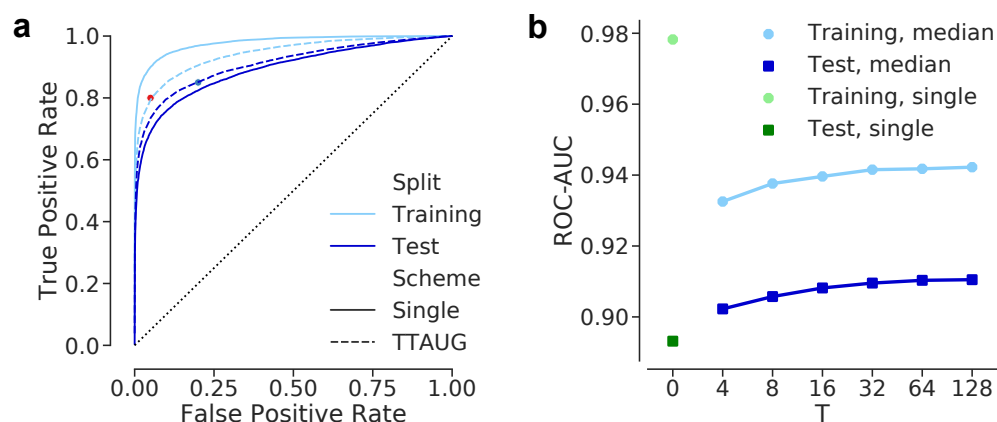 a
True Positive Rate
1.0
0.8
0.6
0.4
0.2
0.0
Split
Training
Test
Scheme
Single
TTAUG
0.00 0.25 0.50 0.75 1.00
False Positive Rate
b
ROC-AUC
0.98
0.96
0.94
0.92
0.90
Training, median
Test, median
Training, single
Test, single
0 4 8 16 32 64 128
T